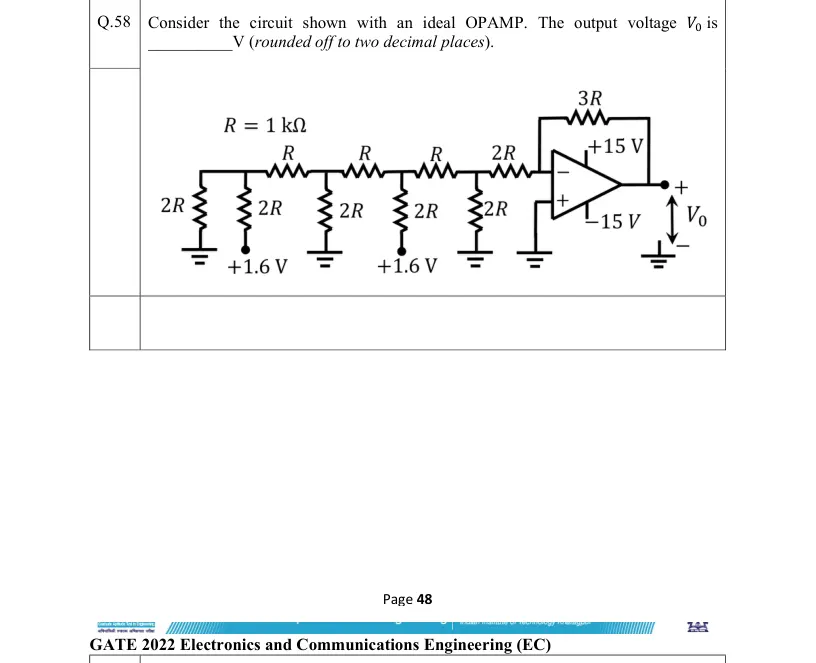 Q.58 Consider the circuit shown with an ideal OPAMP. The output voltage V₀ is
__________V (rounded off to two decimal places).
3R
R = 1 kΩ
R R R 2R +15 V
−
+
2R 2R 2R 2R 2R + −15 V V₀
−
+1.6 V +1.6 V
Page 48
GATE 2022 Electronics and Communications Engineering (EC)